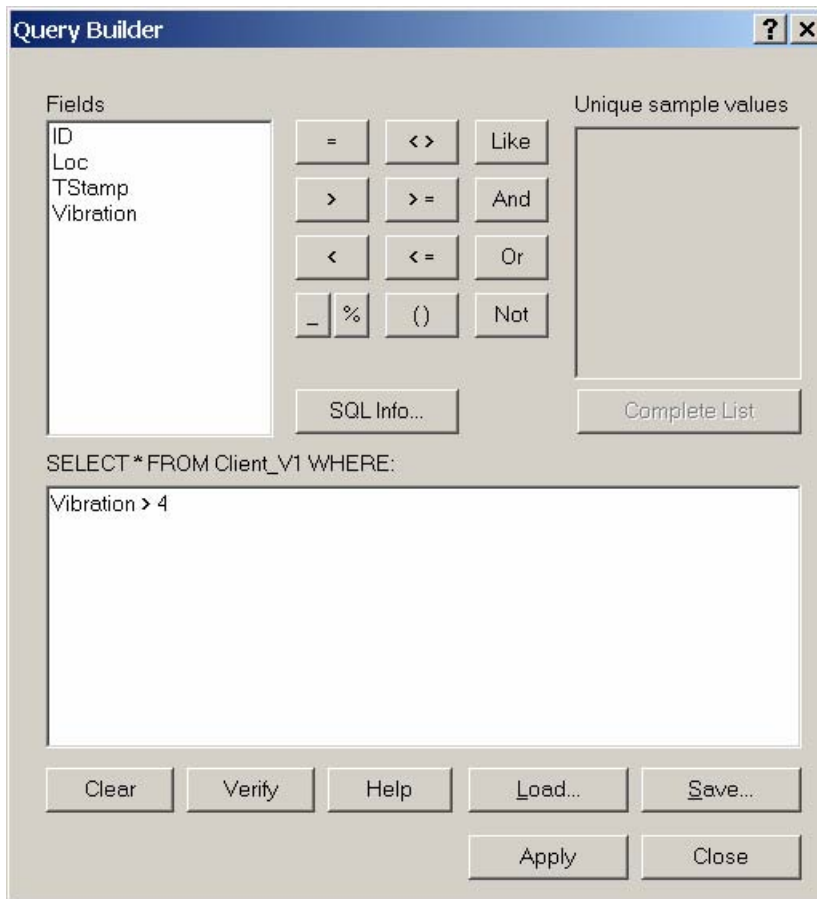 Query Builder
? ×
Fields
Unique sample values
ID
Loc
TStamp
Vibration
= <> Like
> >= And
< <= Or
_ % () Not
SQL Info...
Complete List
SELECT * FROM Client_V1 WHERE:
Vibration > 4
Clear Verify Help Load... Save...
Apply Close